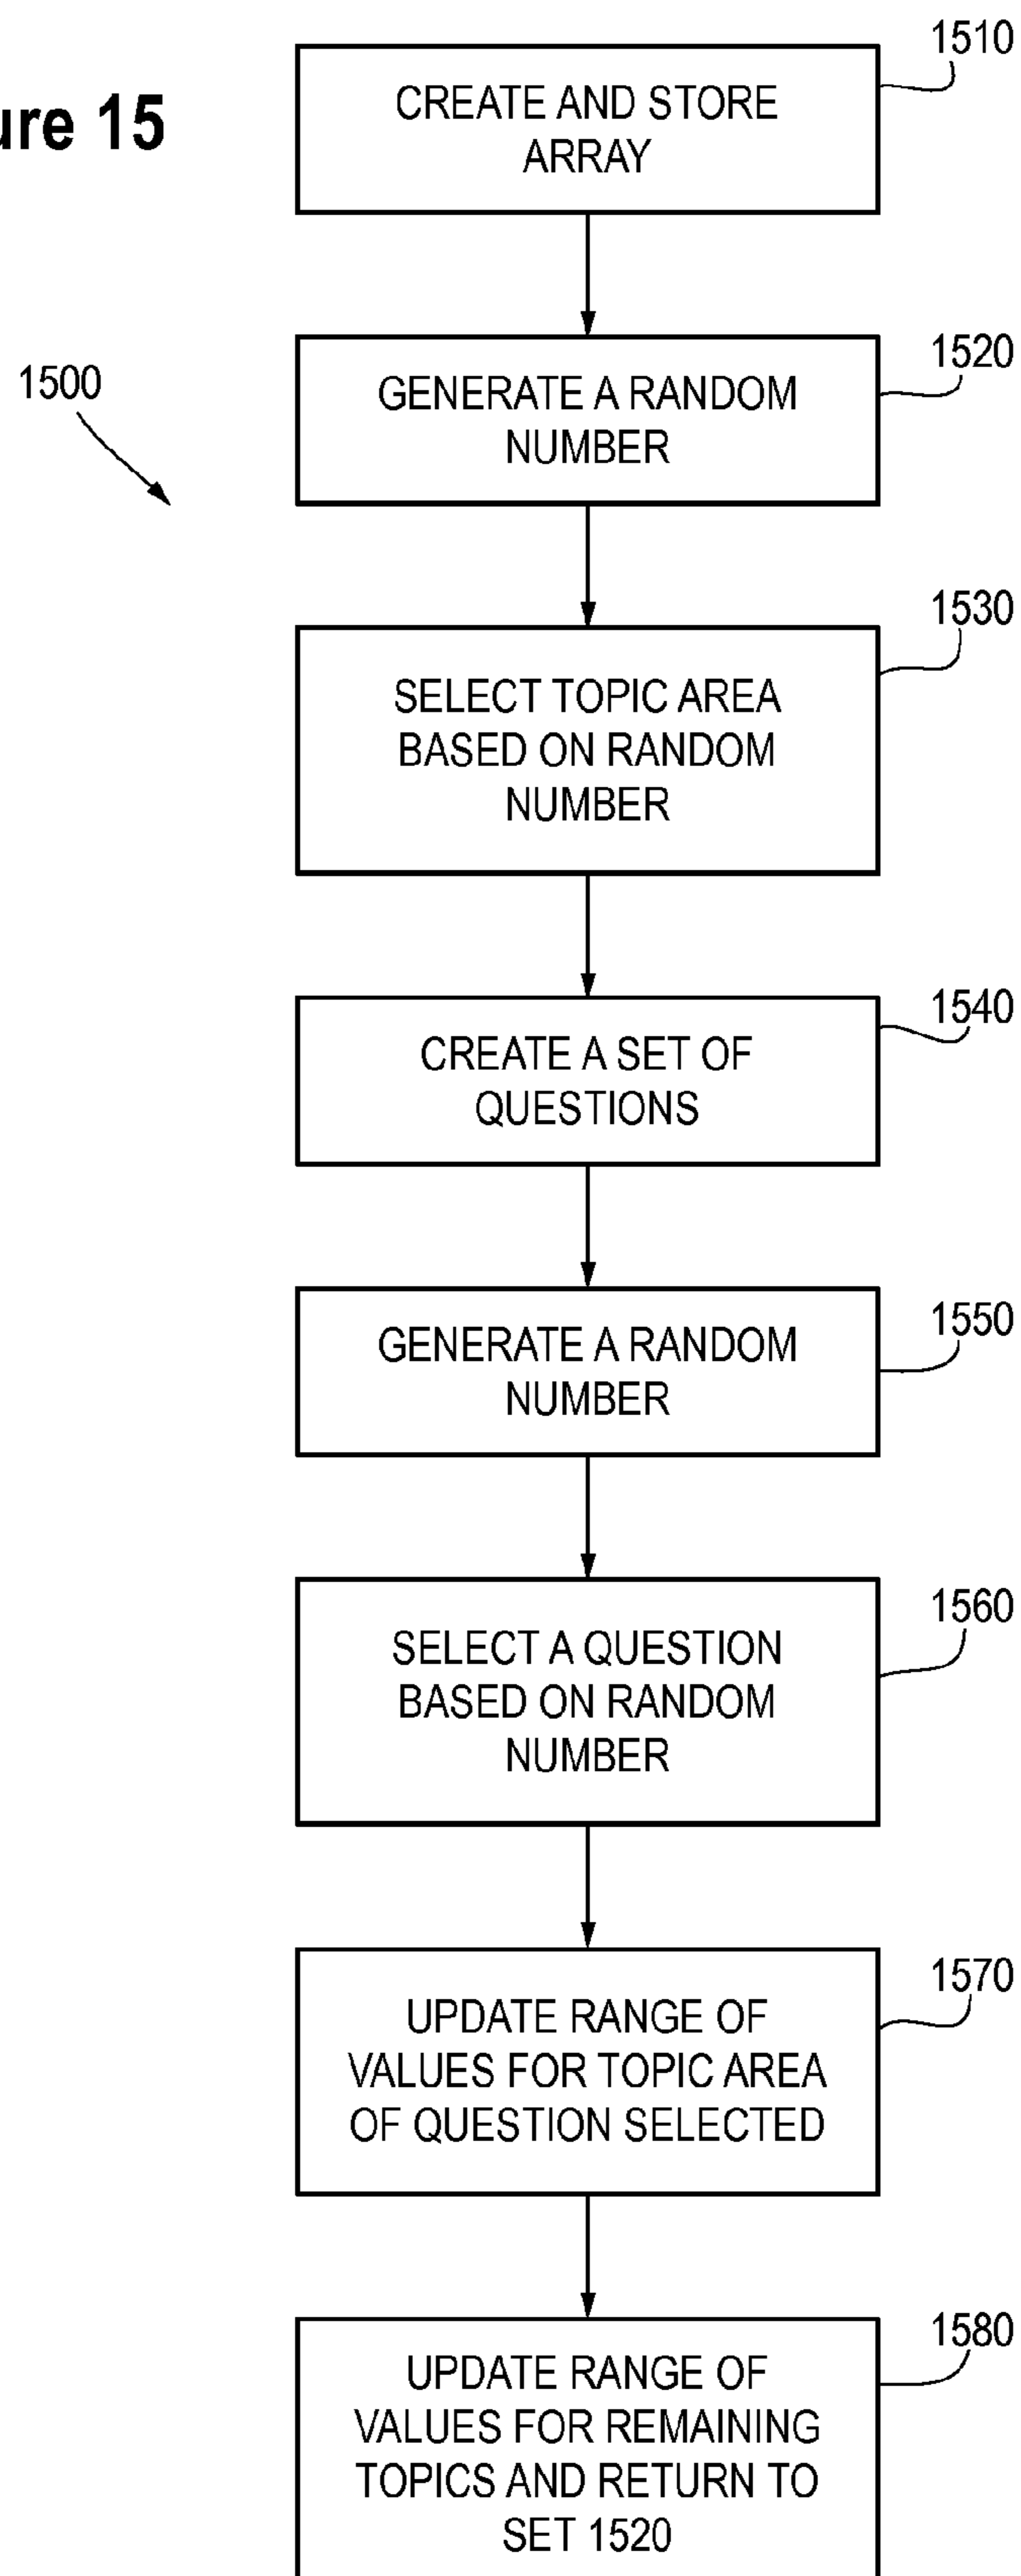 15
1510
CREATE AND STORE
ARRAY
1520
1500
GENERATE A RANDOM
NUMBER
1530
SELECT TOPIC AREA
BASED ON RANDOM
NUMBER
1540
CREATE A SET OF
QUESTIONS
1550
GENERATE A RANDOM
NUMBER
1560
SELECT A QUESTION
BASED ON RANDOM
NUMBER
1570
UPDATE RANGE OF
VALUES FOR TOPIC AREA
OF QUESTION SELECTED
1580
UPDATE RANGE OF
VALUES FOR REMAINING
TOPICS AND RETURN TO
SET 1520